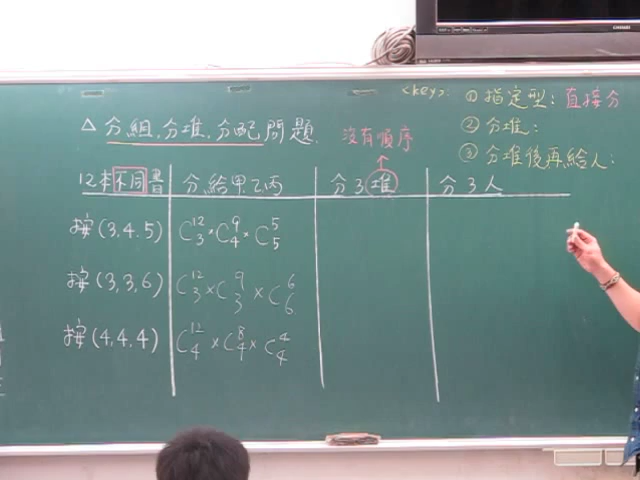 <key>: ①指定型：直接分
△分組、分堆、分配問題 沒有順序 ②分堆：
③分堆後再給人：
12本不同書 分給甲乙丙 分3堆 分3人
按(3,4,5) C¹²₃×C⁹₄×C⁵₅
按(3,3,6) C¹²₃×C⁹₃×C⁶₆
按(4,4,4) C¹²₄×C⁸₄×C⁴₄